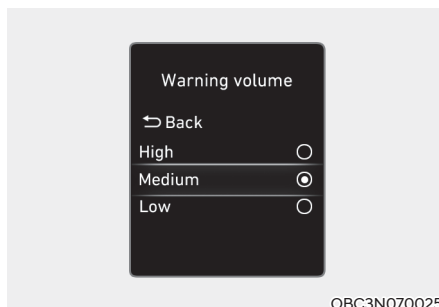 Warning volume
Back
High
Medium
Low
OBC3N070025